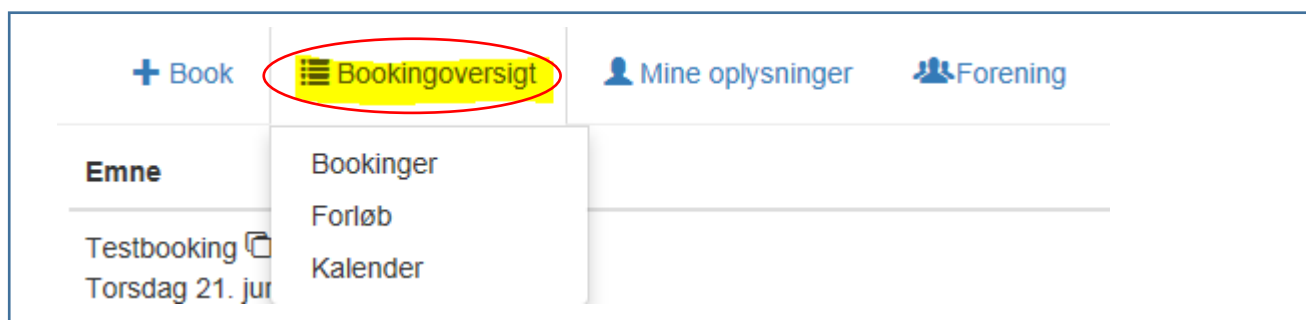 Book Bookingoversigt Mine oplysninger Forening
Emne
Bookinger
Forløb
Kalender
Testbooking
Torsdag 21.